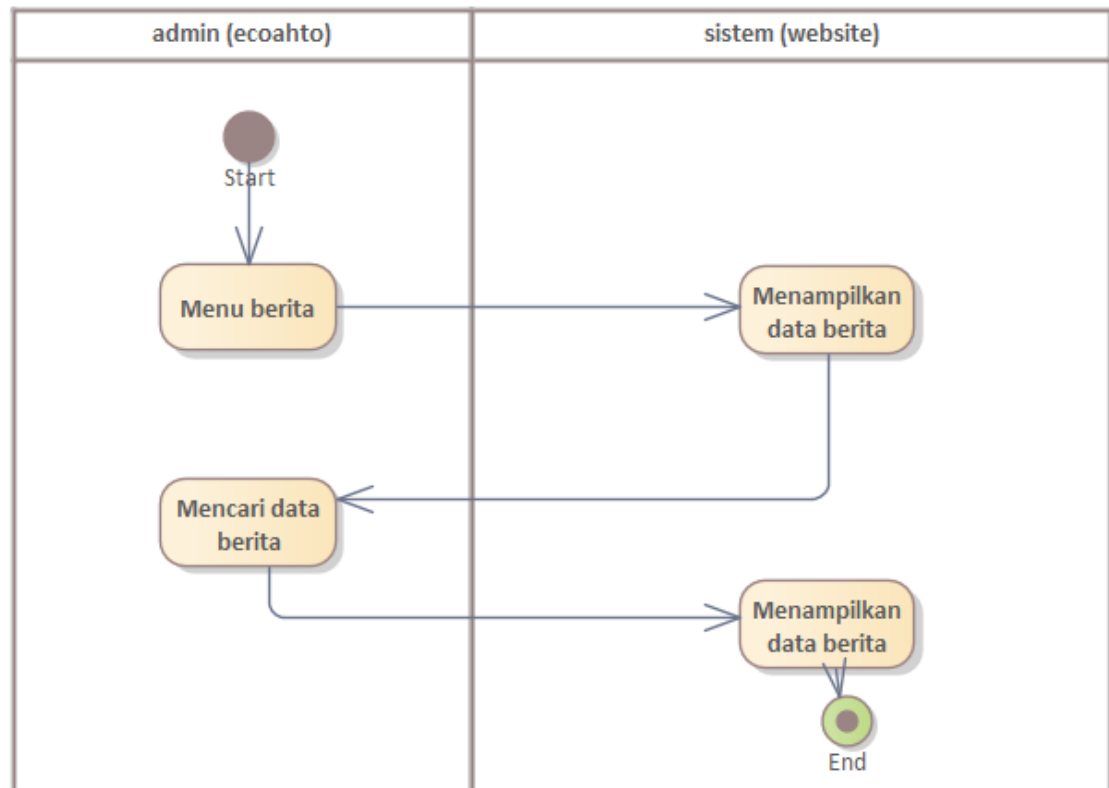 admin (ecoahto)
sistem (website)
Start
Menu berita
Menampilkan
data berita
Mencari data
berita
Menampilkan
data berita
End